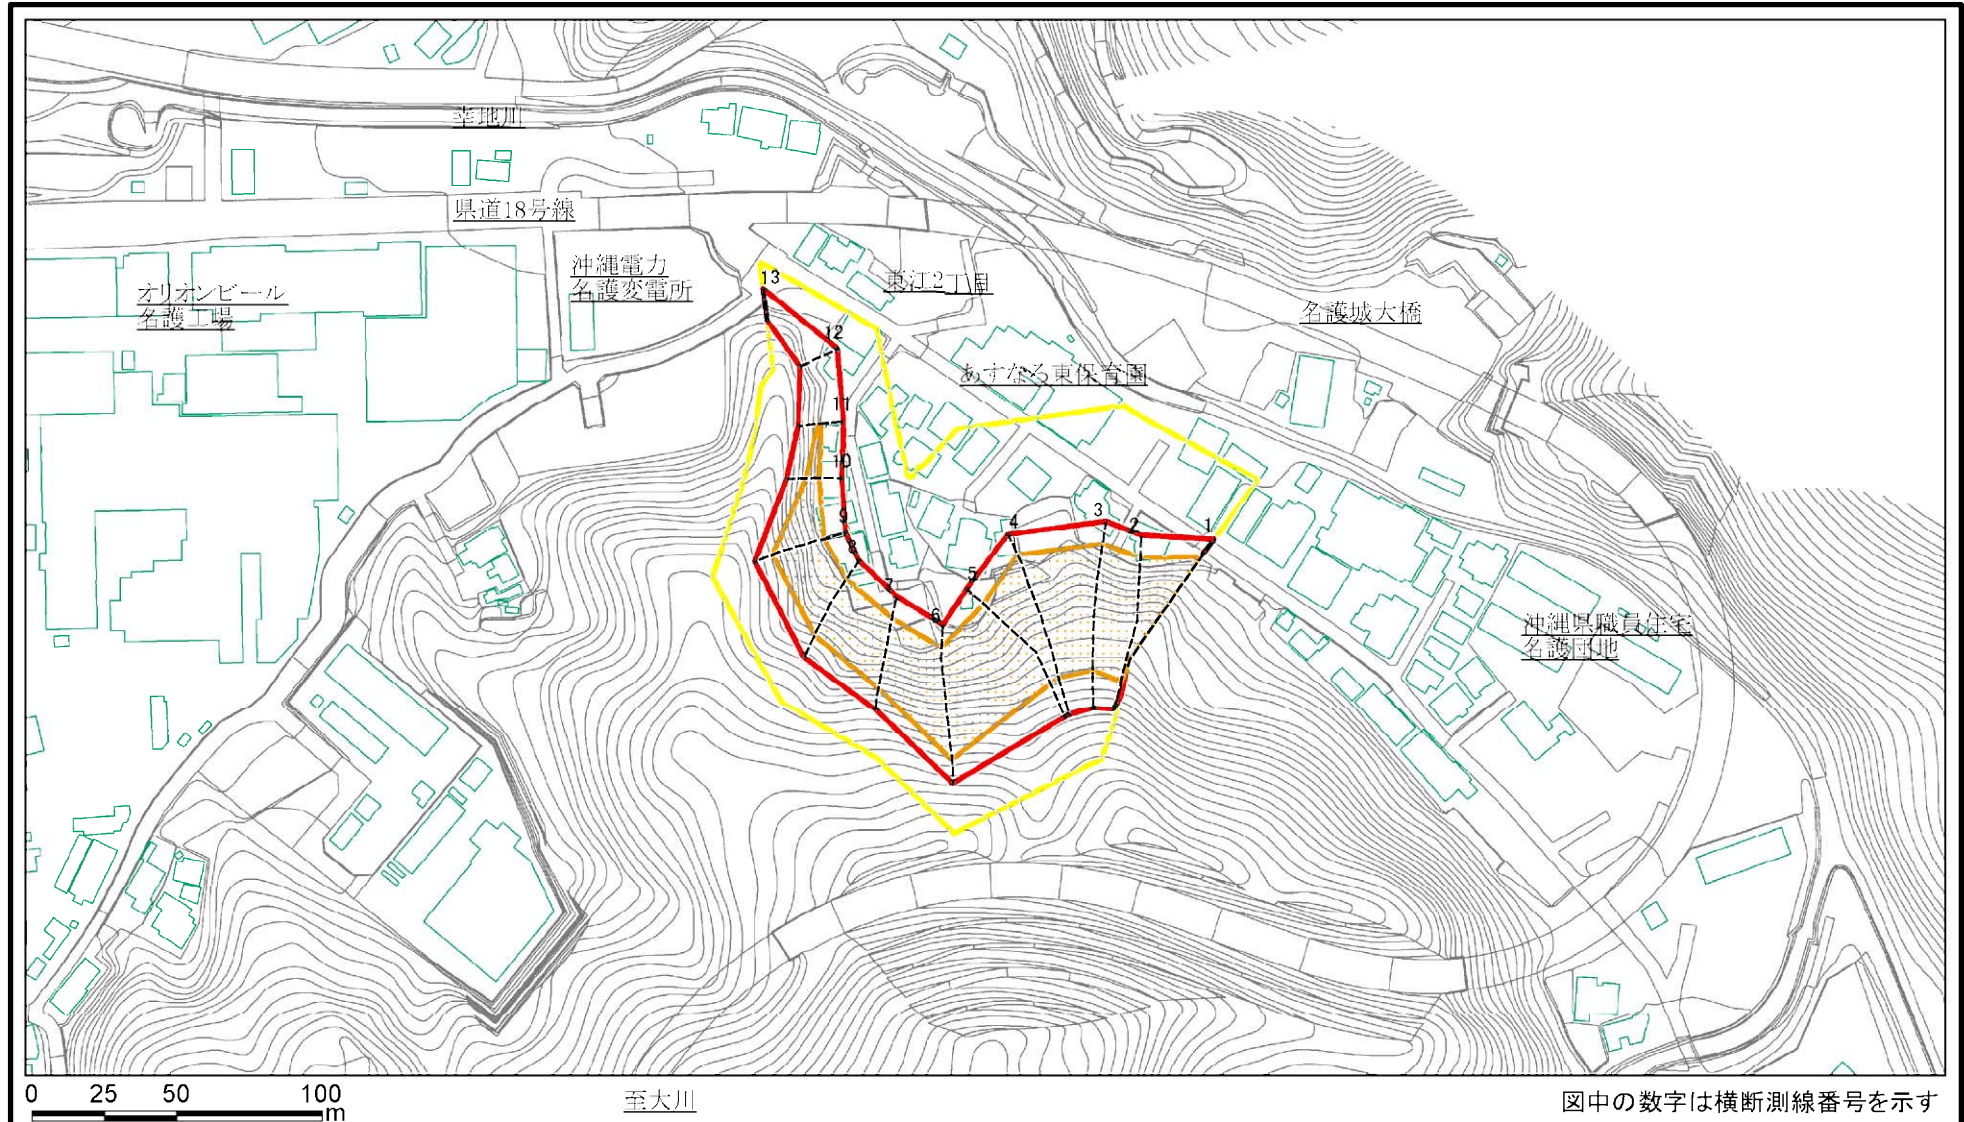 幸地川
県道18号線
沖縄電力
名護変電所
オリオンビール
名護工場
東江2丁目
名護城大橋
あすなろ東保育園
沖縄県職員住宅
名護団地
13
12
11
10
9
8
7
6
5
4
3
2
1
0 25 50 100
m
至大川
図中の数字は横断測線番号を示す